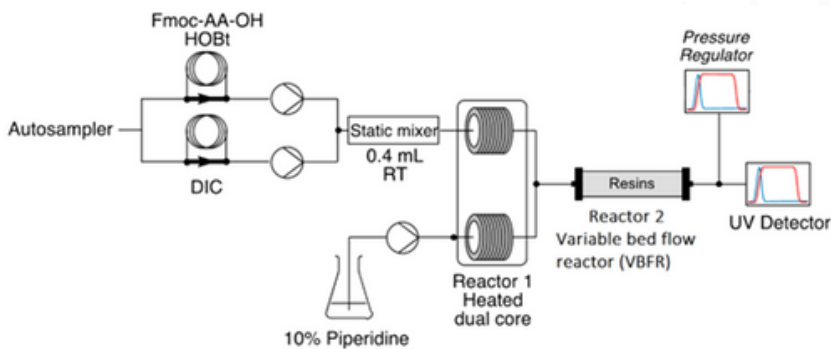 Fmoc-AA-OH
HOBt
Autosampler
DIC
Static mixer
0.4 mL
RT
10% Piperidine
Reactor 1
Heated
dual core
Resins
Reactor 2
Variable bed flow
reactor (VBFR)
Pressure
Regulator
UV Detector